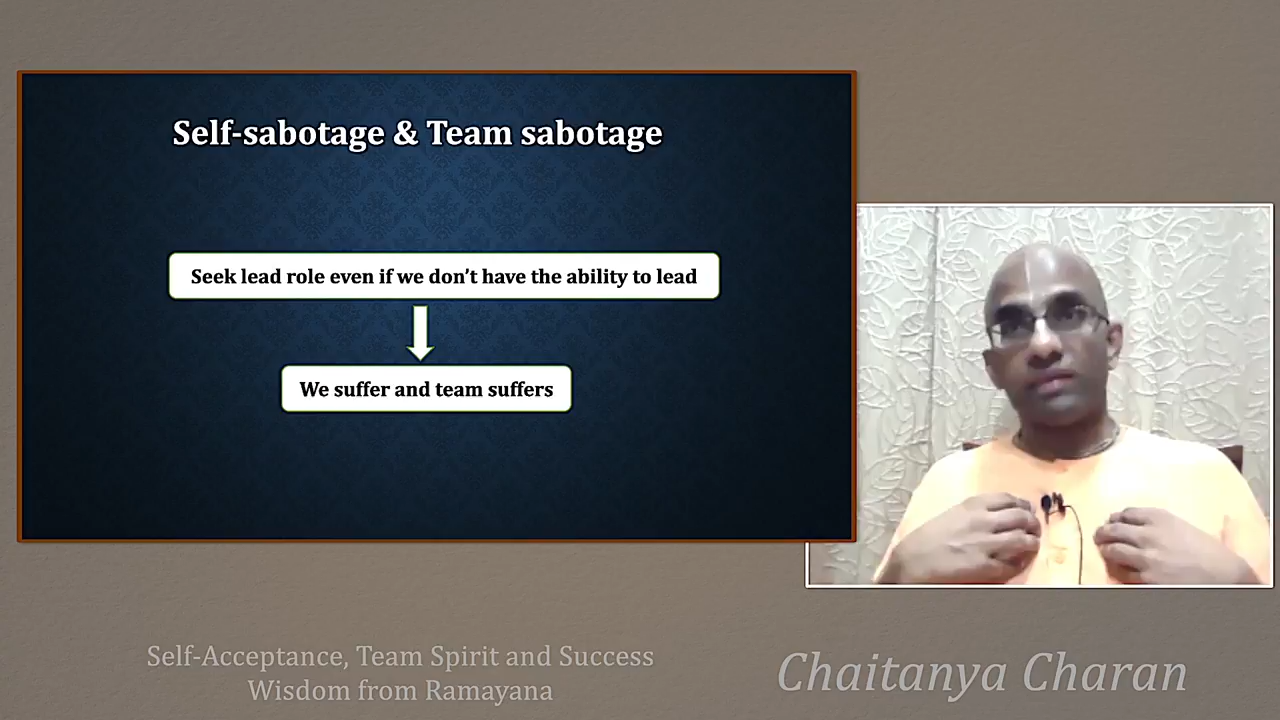 Self-sabotage & Team sabotage
Seek lead role even if we don't have the ability to lead
We suffer and team suffers
Self-Acceptance, Team Spirit and Success
Wisdom from Ramayana
Chaitanya Charan